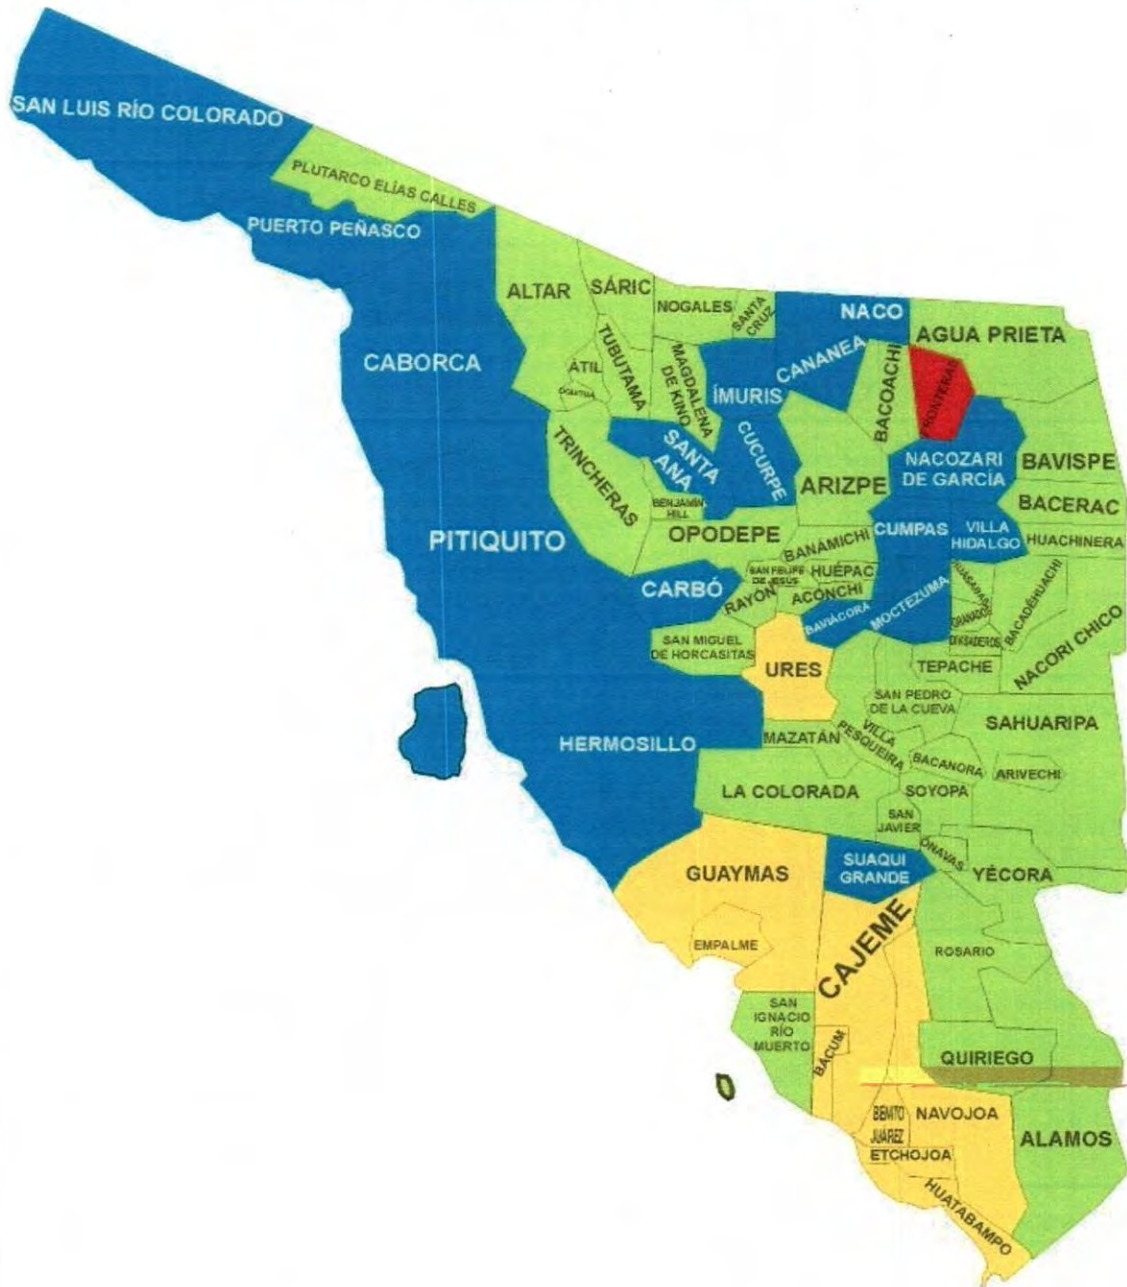 SAN LUIS RÍO COLORADO
PLUTARCO ELÍAS CALLES
PUERTO PEÑASCO
ALTAR
SÁRIC
NOGALES
SANTA
CRUZ
NACO
AGUA PRIETA
CABORCA
TUBUTAMA
ÁTIL
OQUITOA
MAGDALENA
DE KINO
ÍMURIS
CANANEA
BACOACHI
FRONTERAS
TRINCHERAS
SANTA
ANA
CUCURPE
ARIZPE
NACOZARI
DE GARCÍA
BAVISPE
BENJAMÍN
HILL
BACERAC
PITIQUITO
OPODEPE
CUMPAS
VILLA
HIDALGO
HUACHINERA
BANÁMICHI
SAN FELIPE
DE JESÚS
HUÉPAC
CARBÓ
RAYÓN
ACONCHI
BAVIÁCORA
MOCTEZUMA
HUÁSABAS
GRANADOS
DIVISADEROS
BACADÉHUACHI
NACORI CHICO
SAN MIGUEL
DE HORCASITAS
URES
TEPACHE
SAN PEDRO
DE LA CUEVA
SAHUARIPA
HERMOSILLO
MAZATÁN
VILLA
PESQUEIRA
BACANORA
ARIVECHI
LA COLORADA
SOYOPA
SAN
JAVIER
ÓNAVAS
GUAYMAS
SUAQUI
GRANDE
YÉCORA
EMPALME
CAJEME
ROSARIO
SAN
IGNACIO
RÍO
MUERTO
BACUM
QUIRIEGO
BENITO
JUÁREZ
NAVOJOA
ALAMOS
ETCHOJOA
HUATABAMPO